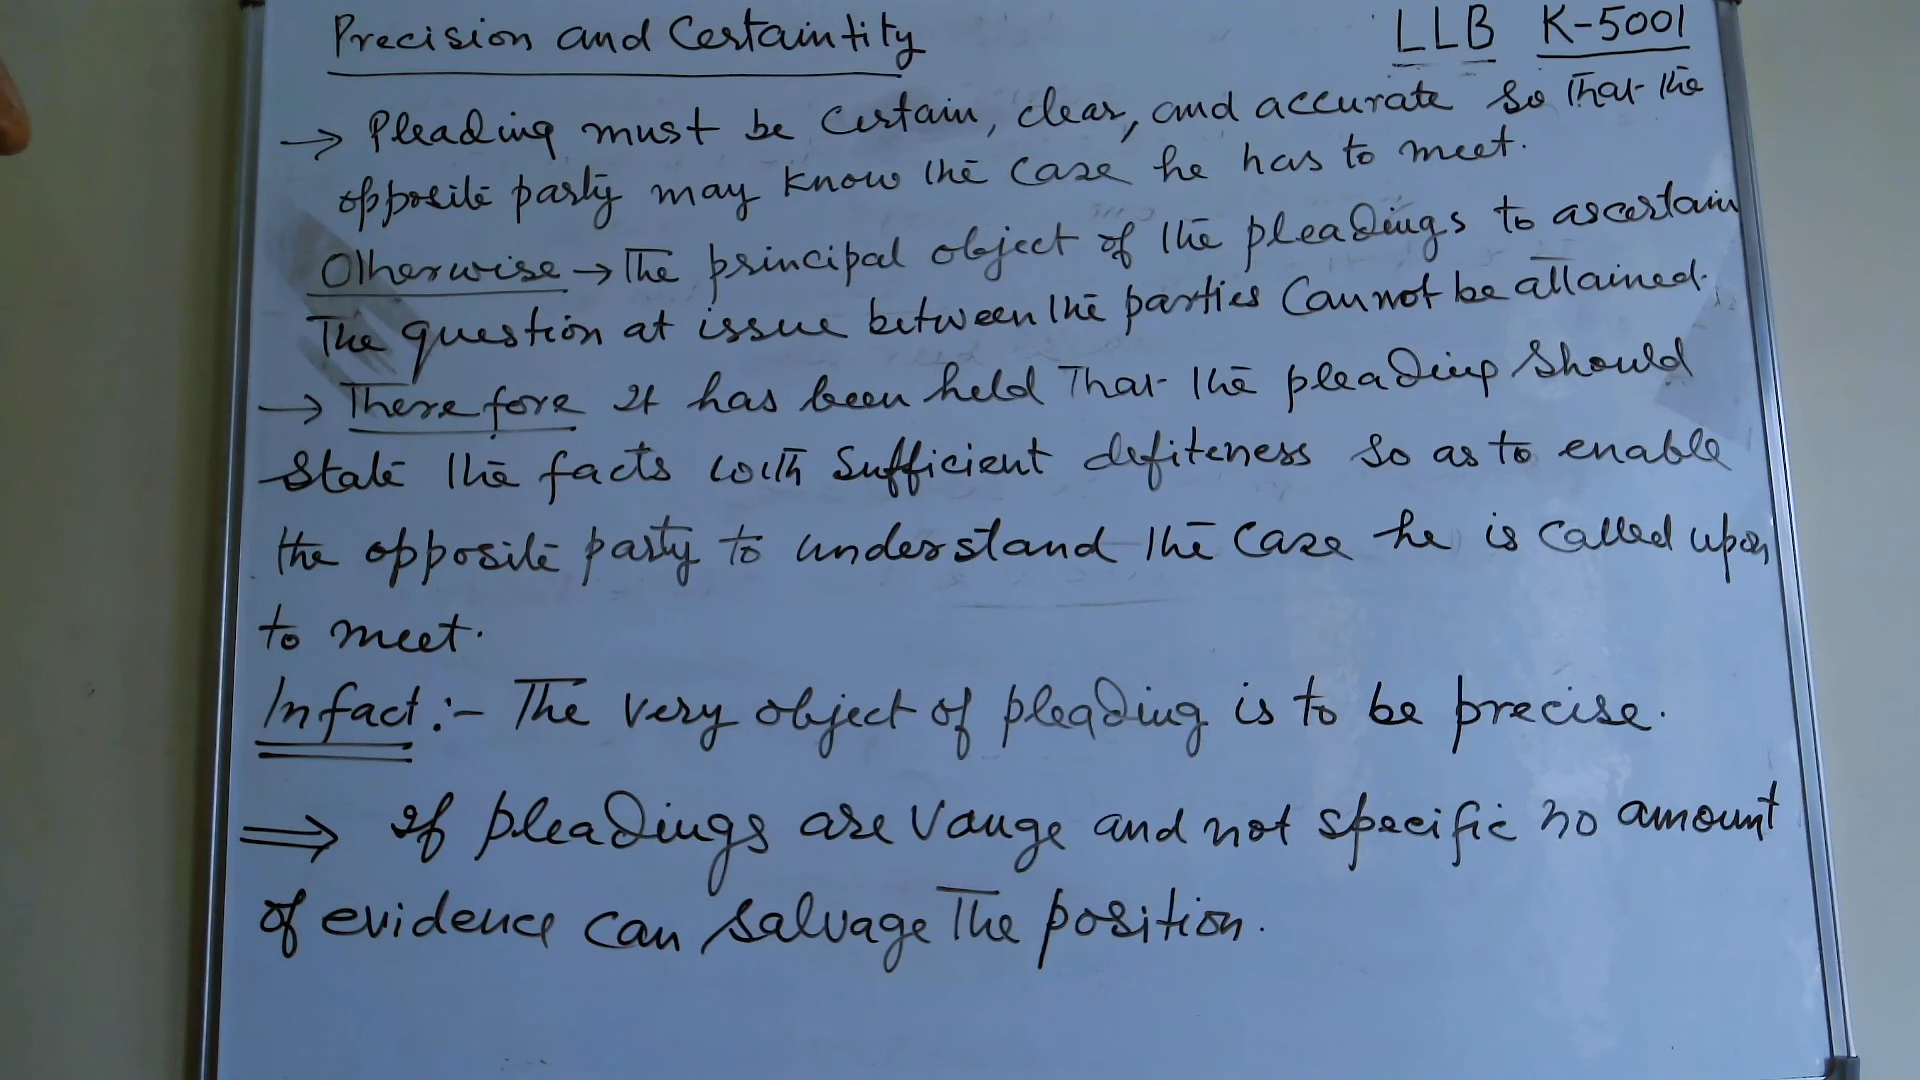 Precision and Certaintity LLB K-5001
→ Pleading must be certain, clear, and accurate so that the
opposite party may know the case he has to meet.
Otherwise → The principal object of the pleadings to ascertain
The question at issue between the parties Cannot be attained.
→ Therefore It has been held That the pleading should
State the facts with Sufficient defiteness so as to enable
the opposite party to understand the Case he is Called upon
to meet.
In fact :- The very object of pleading is to be precise.
⇒ If pleadings are Vauge and not specific no amount
of evidence can salvage The position.